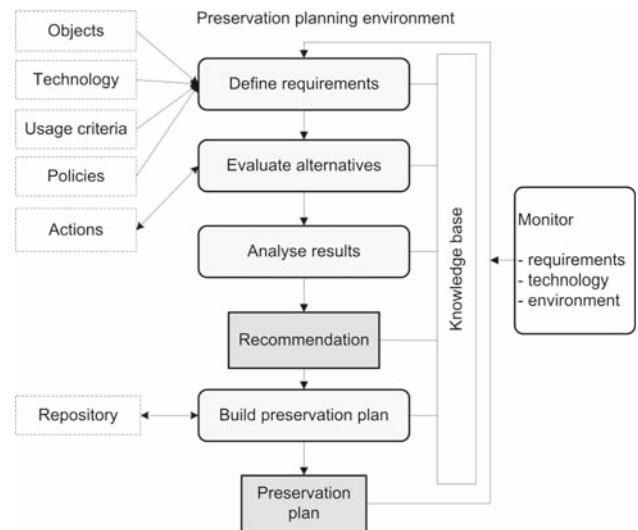 Preservation planning environment
Objects
Technology
Usage criteria
Policies
Actions
Repository
Define requirements
Evaluate alternatives
Analyse results
Recommendation
Build preservation plan
Preservation
plan
Knowledge base
Monitor
- requirements
- technology
- environment